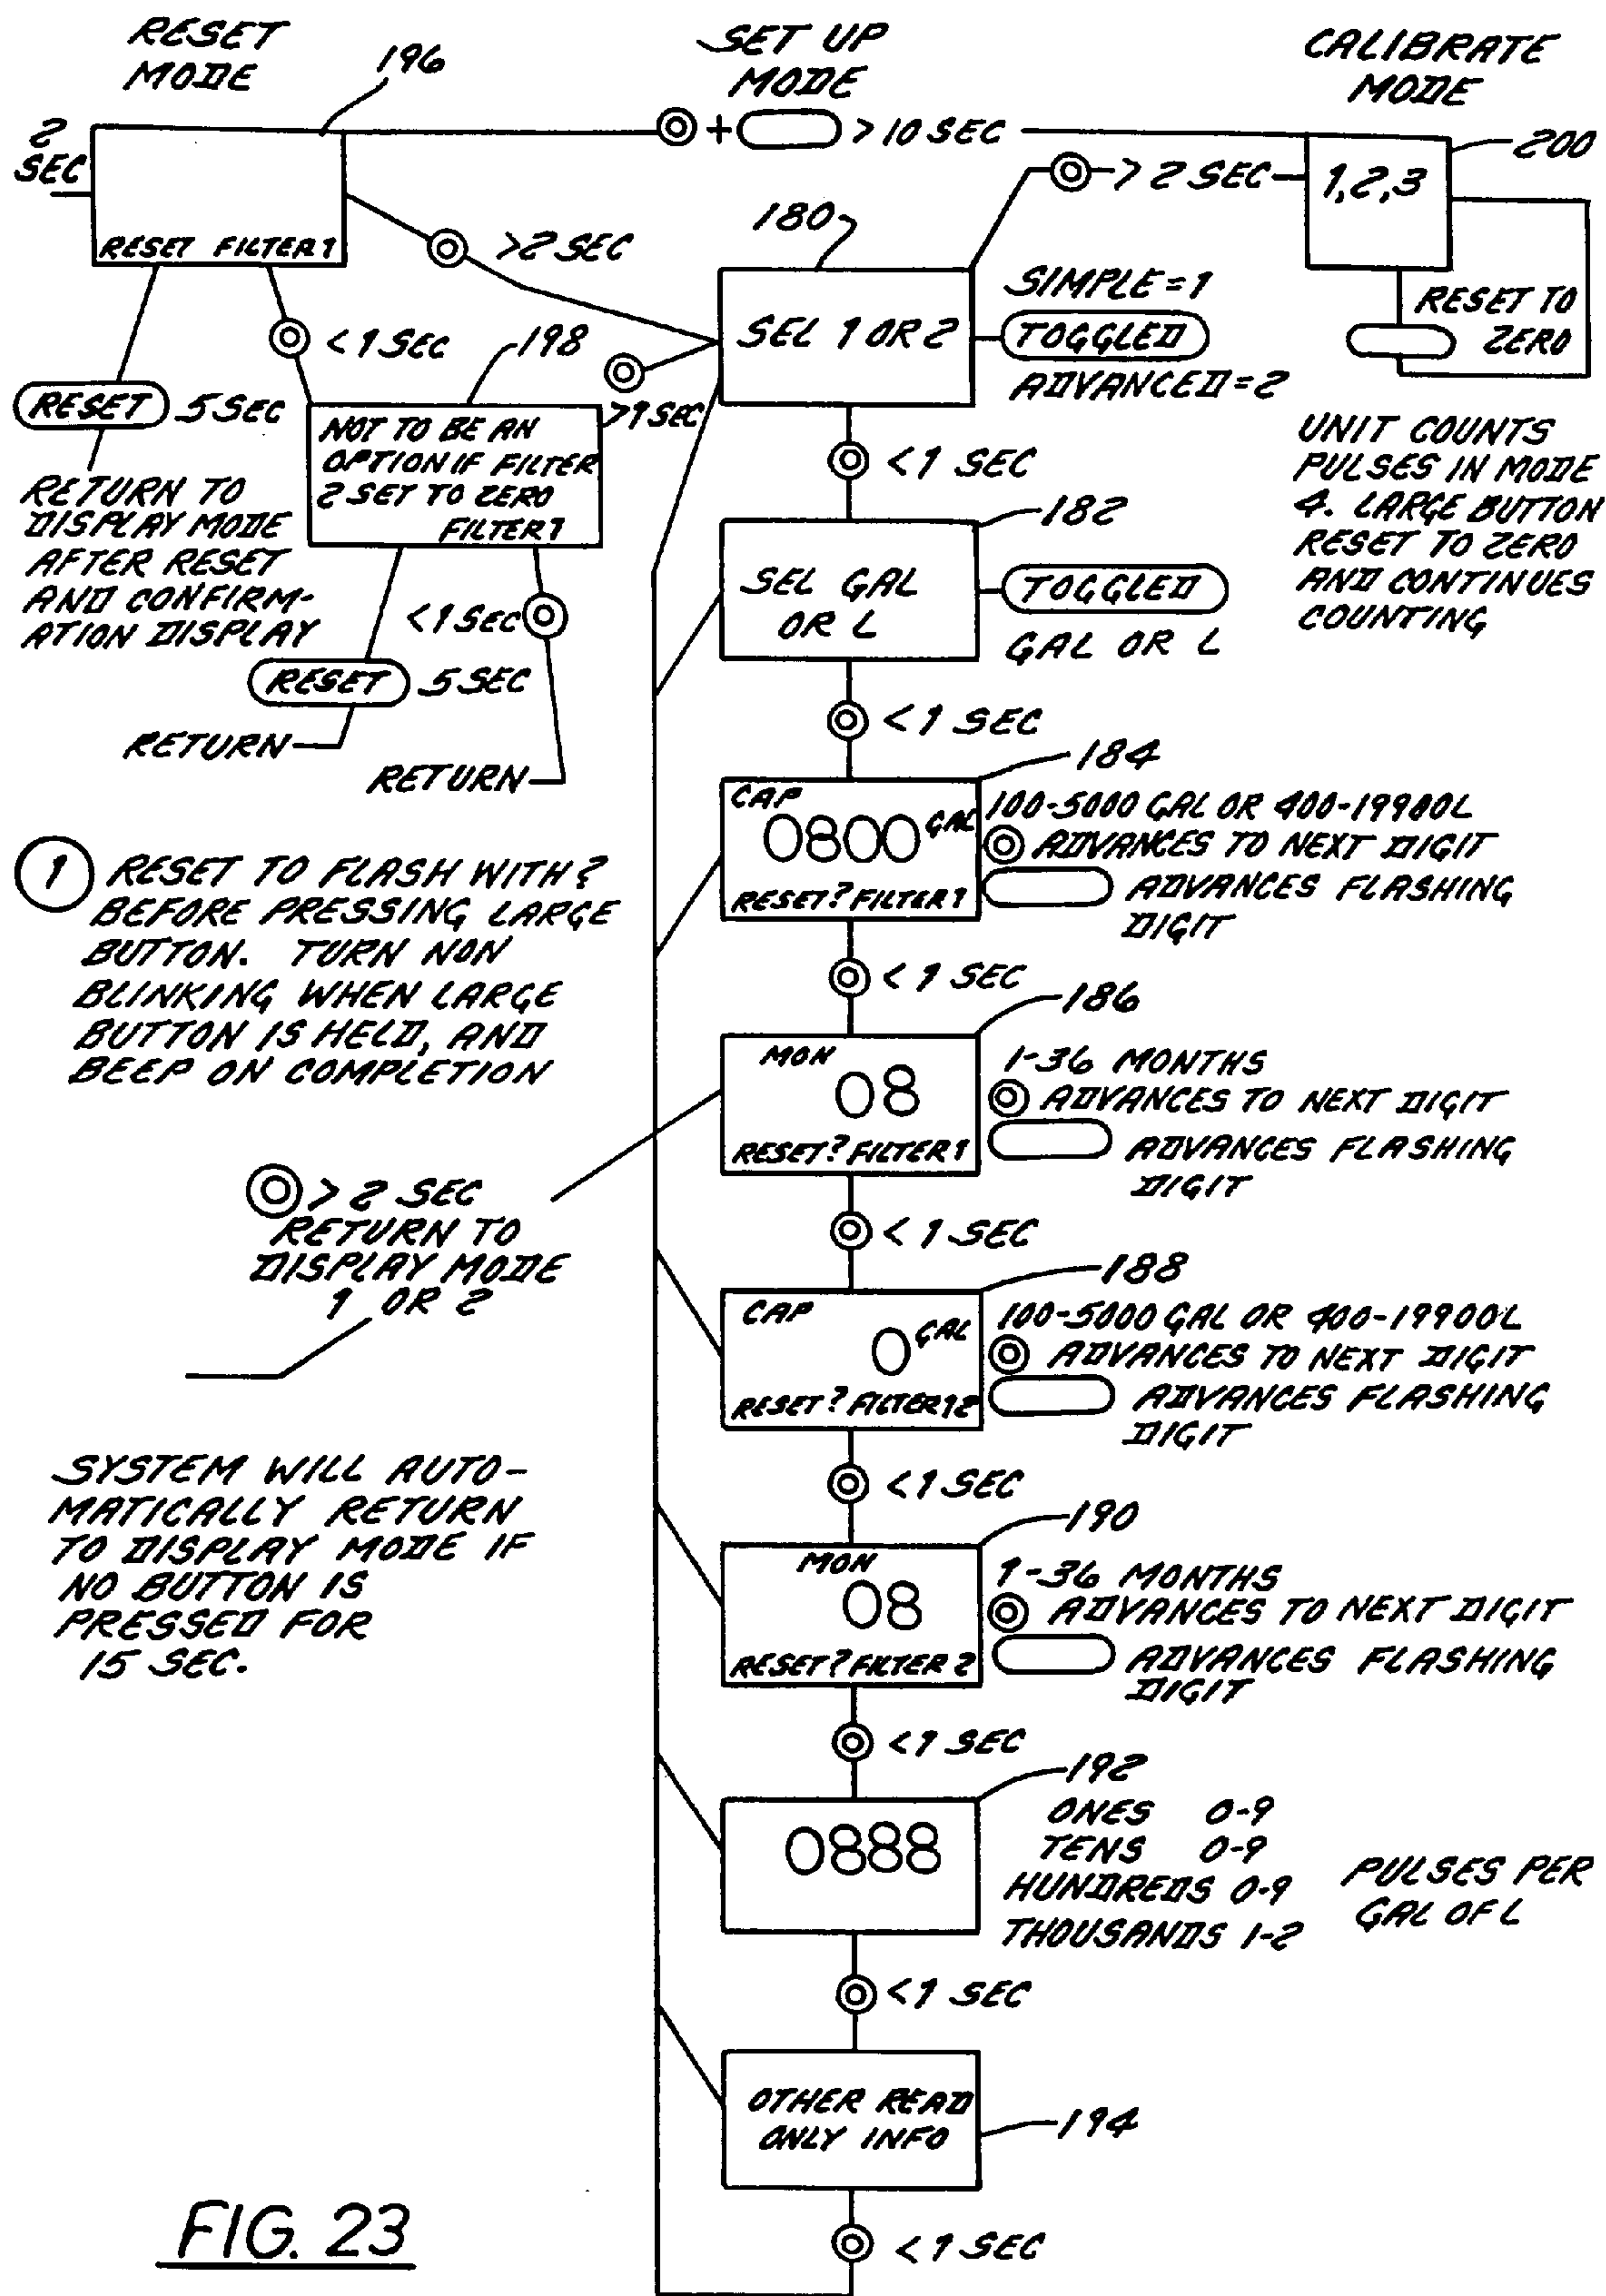 RESET
MODE
196
SET UP
MODE
CALIBRATE
MODE
2
SEC
RESET FILTER 1
+ > 10 SEC
> 2 SEC
200
1,2,3
RESET TO
ZERO
>2 SEC
180
SEL 1 OR 2
SIMPLE = 1
TOGGLED
ADVANCED = 2
< 1 SEC
198
>1 SEC
RESET .5 SEC
NOT TO BE AN
OPTION IF FILTER
2 SET TO ZERO
FILTER 1
RETURN TO
DISPLAY MODE
AFTER RESET
AND CONFIRM-
ATION DISPLAY
<1 SEC
RESET .5 SEC
RETURN
RETURN
UNIT COUNTS
PULSES IN MODE
4. LARGE BUTTON
RESET TO ZERO
AND CONTINUES
COUNTING
<1 SEC
182
SEL GAL
OR L
TOGGLED
GAL OR L
<1 SEC
184
CAP
0800 GAL
RESET? FILTER 1
100-5000 GAL OR 400-19900L
ADVANCES TO NEXT DIGIT
ADVANCES FLASHING
DIGIT
1 RESET TO FLASH WITH?
BEFORE PRESSING LARGE
BUTTON. TURN NON
BLINKING WHEN LARGE
BUTTON IS HELD, AND
BEEP ON COMPLETION
< 1 SEC
186
MON
08
RESET? FILTER 1
1-36 MONTHS
ADVANCES TO NEXT DIGIT
ADVANCES FLASHING
DIGIT
> 2 SEC
RETURN TO
DISPLAY MODE
1 OR 2
< 1 SEC
188
CAP
0 GAL
RESET? FILTER 12
100-5000 GAL OR 400-19900L
ADVANCES TO NEXT DIGIT
ADVANCES FLASHING
DIGIT
SYSTEM WILL AUTO-
MATICALLY RETURN
TO DISPLAY MODE IF
NO BUTTON IS
PRESSED FOR
15 SEC.
<1 SEC
190
MON
08
RESET? FILTER 2
1-36 MONTHS
ADVANCES TO NEXT DIGIT
ADVANCES FLASHING
DIGIT
<1 SEC
192
0888
ONES 0-9
TENS 0-9
HUNDREDS 0-9
THOUSANDS 1-2
PULSES PER
GAL OF L
<1 SEC
OTHER READ
ONLY INFO
194
<1 SEC
FIG. 23